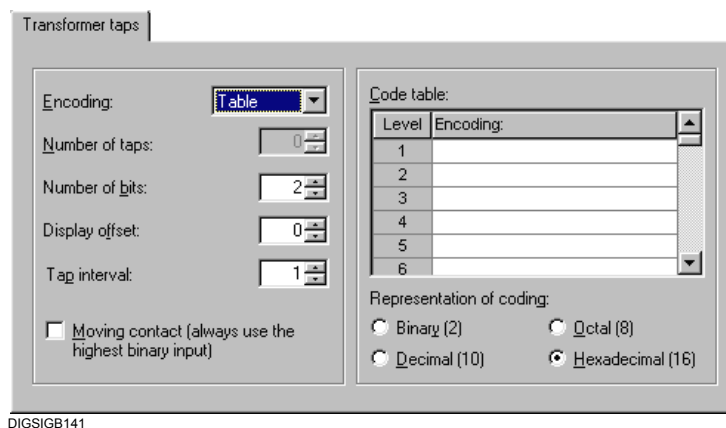 Transformer taps
Encoding:
Table
Number of taps:
0
Number of bits:
2
Display offset:
0
Tap interval:
1
Moving contact (always use the
highest binary input)
Code table:
Level Encoding:
1
2
3
4
5
6
Representation of coding:
Binary (2)
Octal (8)
Decimal (10)
Hexadecimal (16)
DIGSIGB141